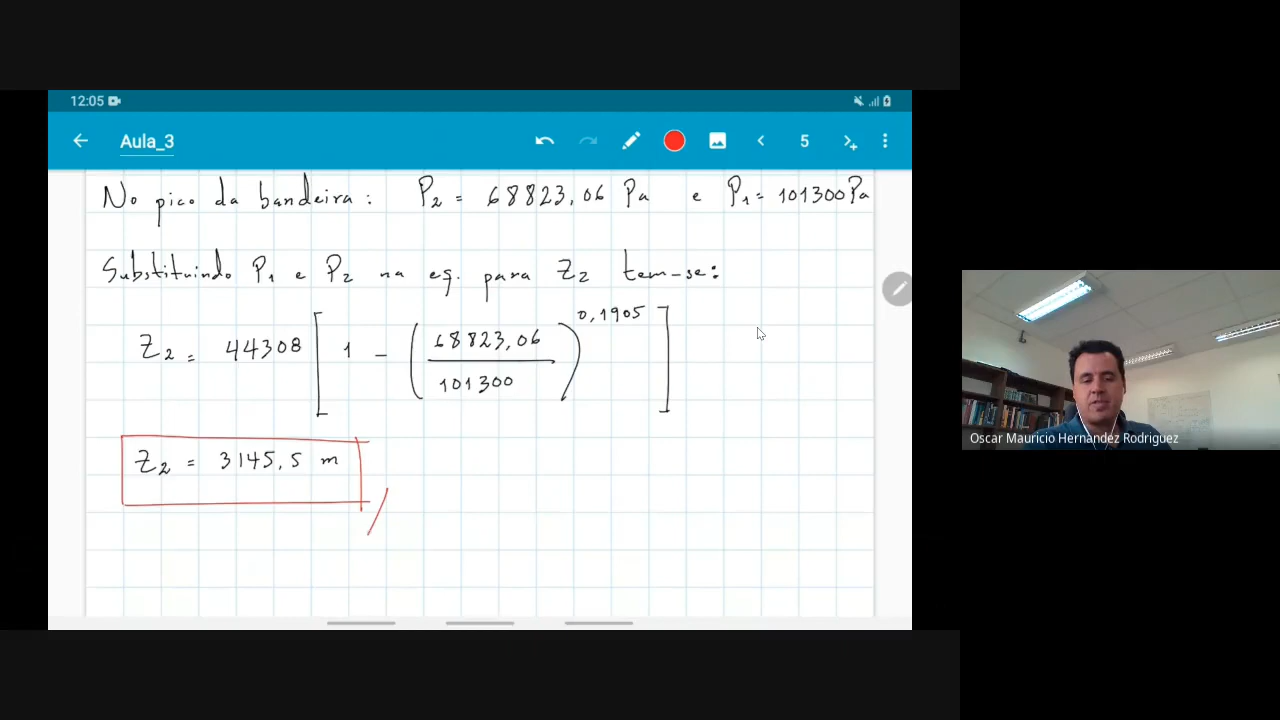 12:05
Aula_3
5
No pico da bandeira: P2 = 68823,06 Pa e P1 = 101300 Pa
Substituindo P1 e P2 na eq. para Z2 tem-se:
Z2 = 44308 [ 1 - ( 68823,06 / 101300 )^0,1905 ]
Z2 = 3145,5 m
Oscar Mauricio Hernandez Rodriguez